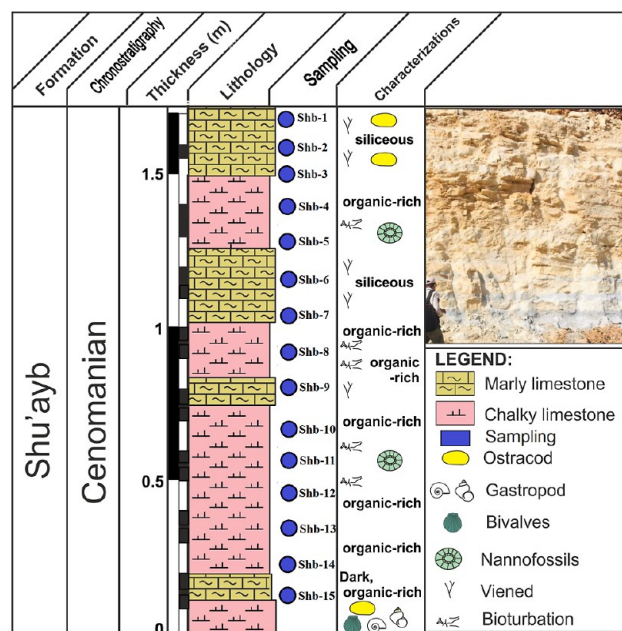 Formation
Chronostratigraphy
Thickness (m)
Lithology
Sampling
Characterizations
Shu'ayb
Cenomanian
1.5
1
0.5
0
Shb-1
Shb-2
Shb-3
Shb-4
Shb-5
Shb-6
Shb-7
Shb-8
Shb-9
Shb-10
Shb-11
Shb-12
Shb-13
Shb-14
Shb-15
siliceous
organic-rich
siliceous
organic-rich
organic
-rich
organic-rich
organic-rich
organic-rich
Dark,
organic-rich
LEGEND:
Marly limestone
Chalky limestone
Sampling
Ostracod
Gastropod
Bivalves
Nannofossils
Viened
Bioturbation